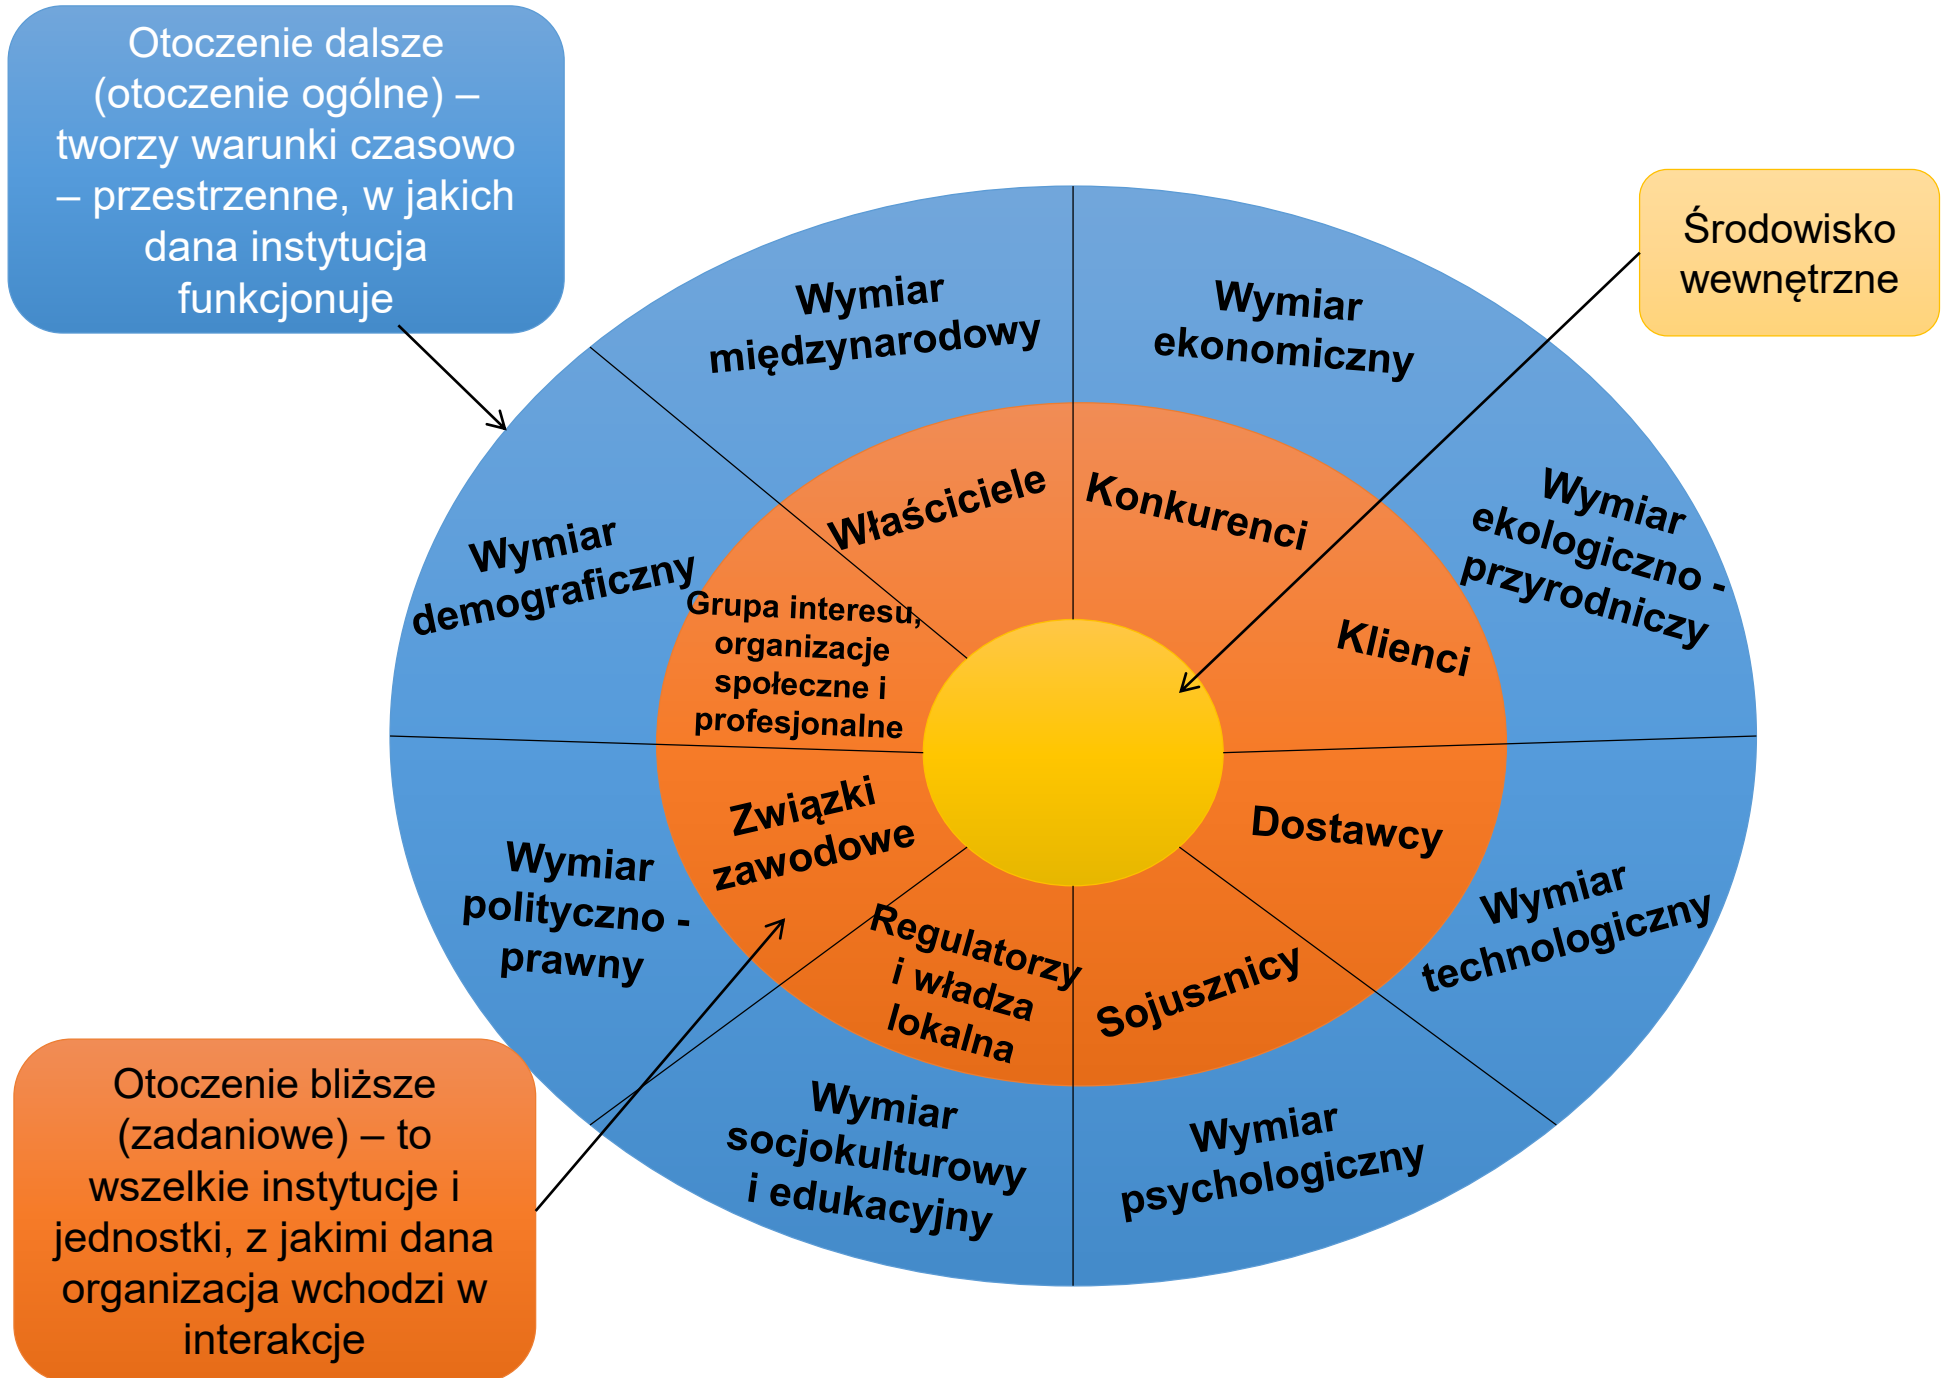 Otoczenie dalsze
(otoczenie ogólne) –
tworzy warunki czasowo
– przestrzenne, w jakich
dana instytucja
funkcjonuje
Środowisko
wewnętrzne
Wymiar
międzynarodowy
Wymiar
ekonomiczny
Wymiar
ekologiczno -
przyrodniczy
Wymiar
technologiczny
Wymiar
psychologiczny
Wymiar
socjokulturowy
i edukacyjny
Wymiar
polityczno -
prawny
Wymiar
demograficzny
Właściciele
Konkurenci
Klienci
Dostawcy
Sojusznicy
Regulatorzy
i władza
lokalna
Związki
zawodowe
Grupa interesu,
organizacje
społeczne i
profesjonalne
Otoczenie bliższe
(zadaniowe) – to
wszelkie instytucje i
jednostki, z jakimi dana
organizacja wchodzi w
interakcje